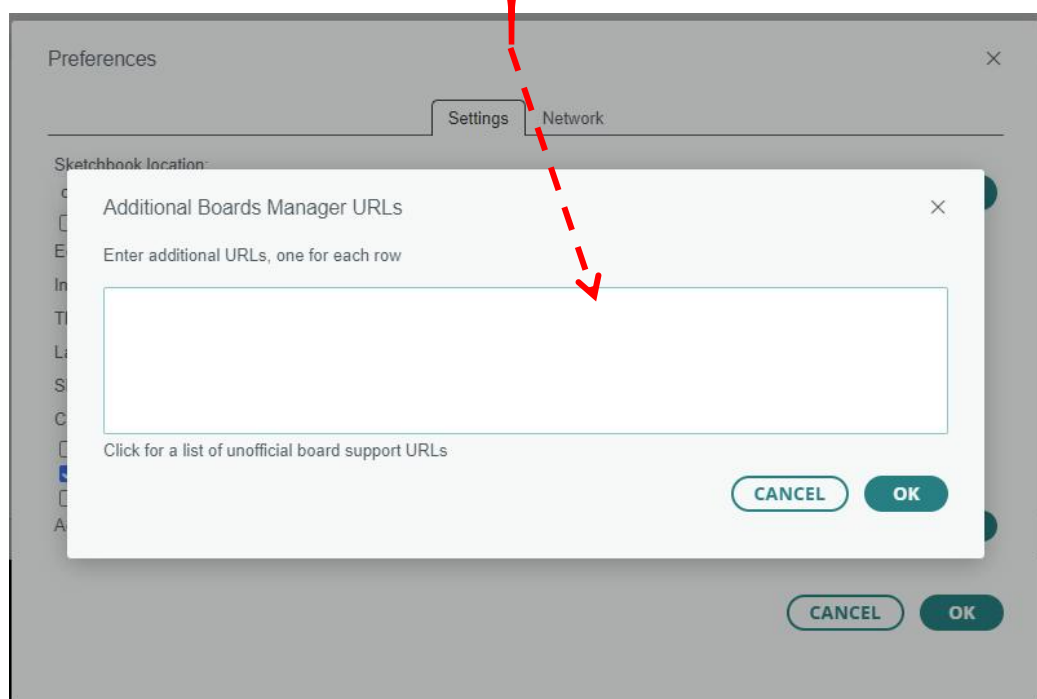 Preferences
Settings Network
Sketchbook location:
Additional Boards Manager URLs
Enter additional URLs, one for each row
Click for a list of unofficial board support URLs
CANCEL OK
CANCEL OK